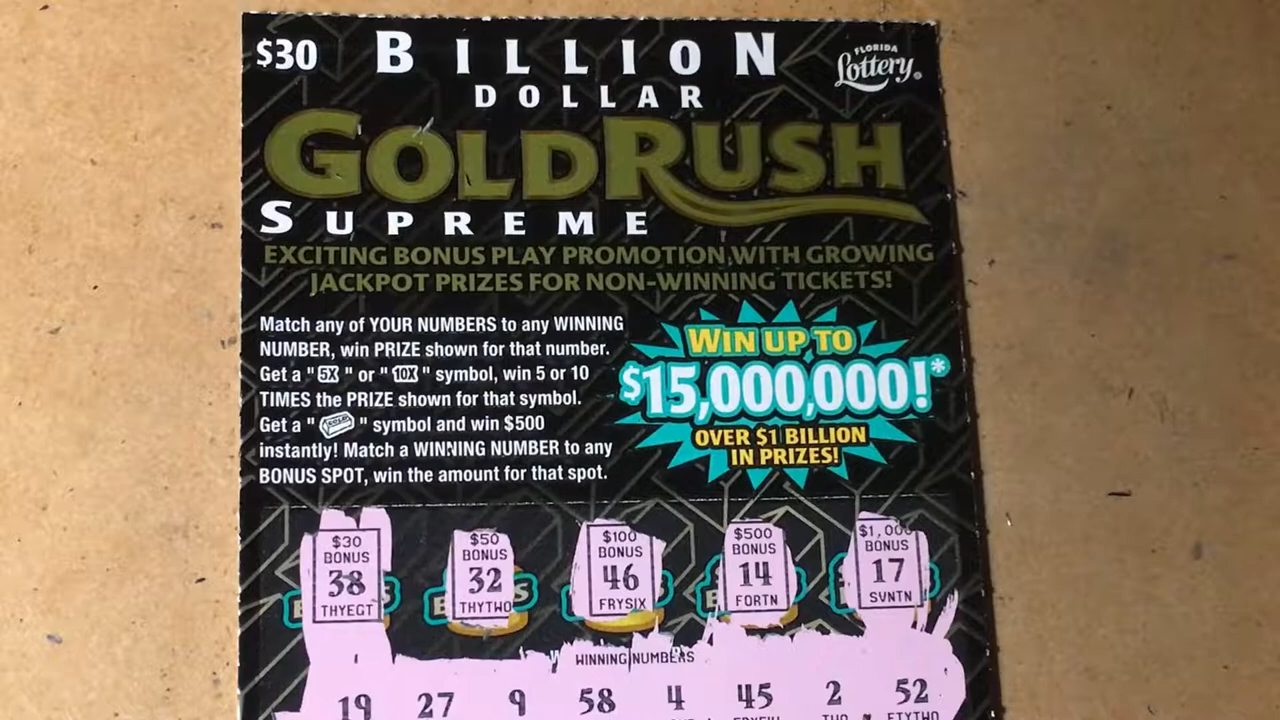 $30
BILLION
DOLLAR
FLORIDA
Lottery
GOLDRUSH
SUPREME
EXCITING BONUS PLAY PROMOTION WITH GROWING
JACKPOT PRIZES FOR NON-WINNING TICKETS!
Match any of YOUR NUMBERS to any WINNING
NUMBER, win PRIZE shown for that number.
Get a " 5X " or " 10X " symbol, win 5 or 10
TIMES the PRIZE shown for that symbol.
Get a " " symbol and win $500
instantly! Match a WINNING NUMBER to any
BONUS SPOT, win the amount for that spot.
WIN UP TO
$15,000,000!*
OVER $1 BILLION
IN PRIZES!
$30
BONUS
38
THYEGT
$50
BONUS
32
THYTWO
$100
BONUS
46
FRYSIX
$500
BONUS
14
FORTN
$1,000
BONUS
17
SVNTN
WINNING NUMBERS
19 27 9 58 4 45 2 52
TWO FTYTWO